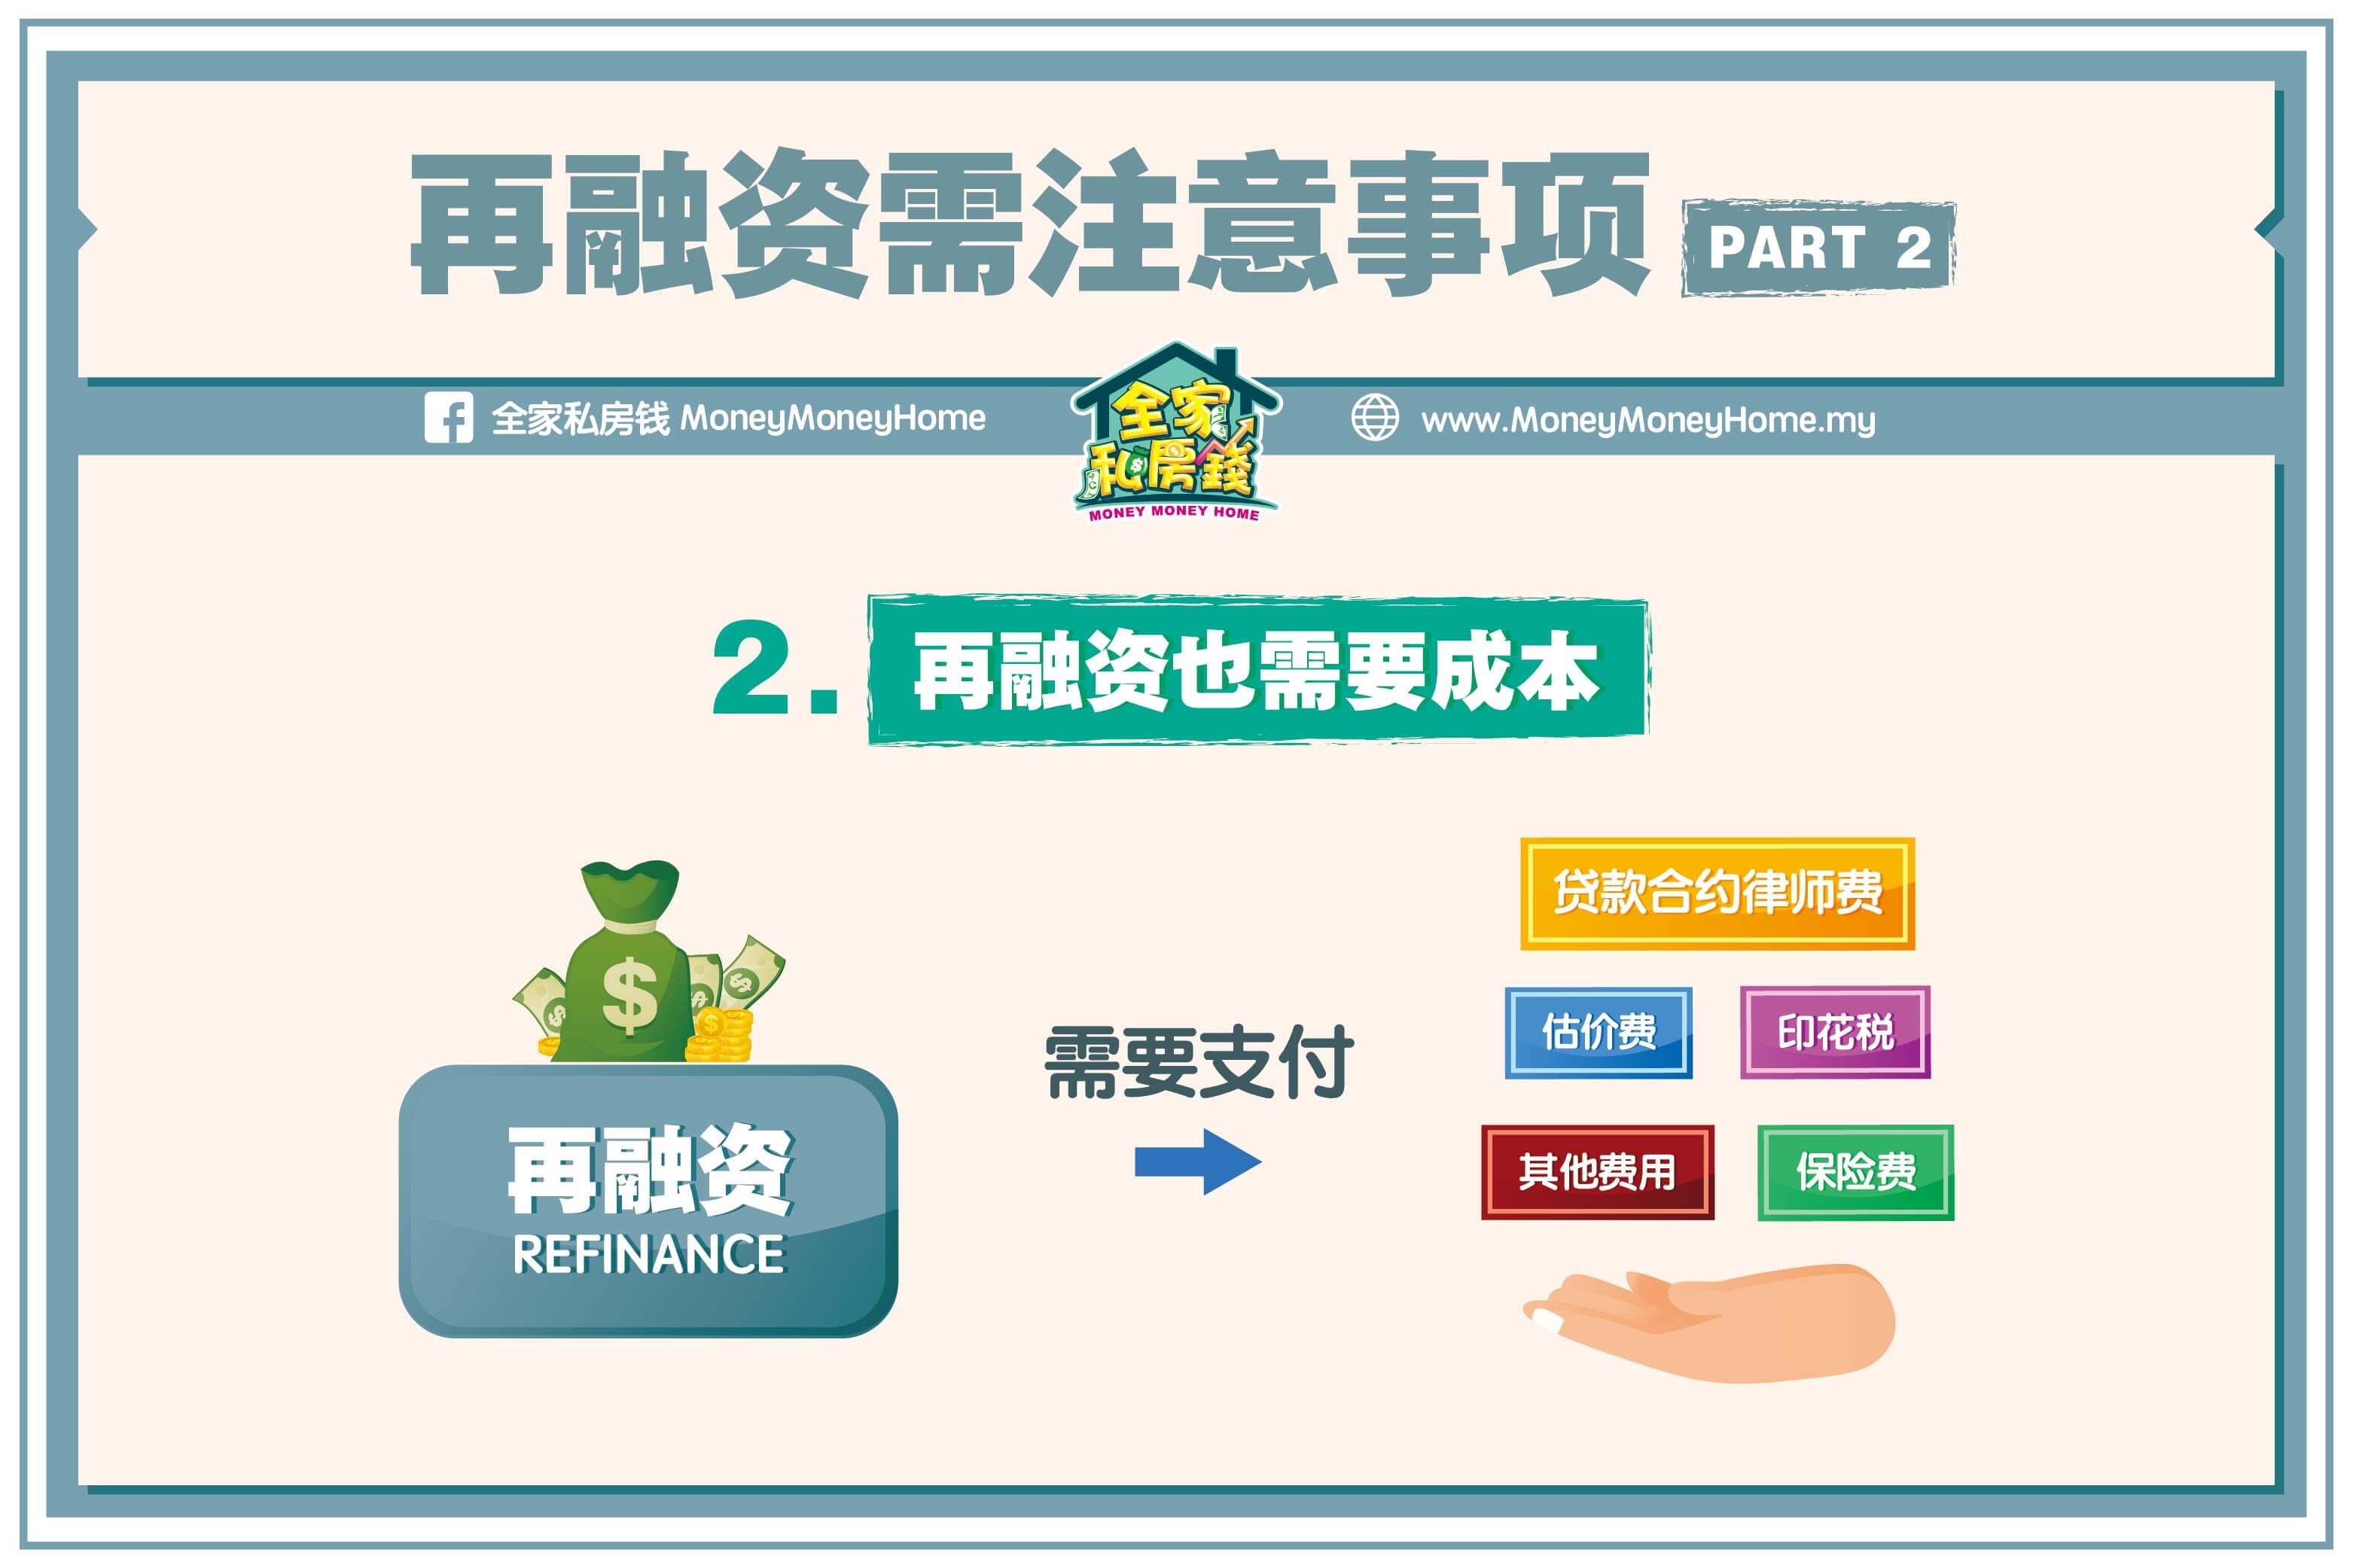 再融资需注意事项 PART 2
全家私房钱 MoneyMoneyHome
全家
私房錢
MONEY MONEY HOME
www.MoneyMoneyHome.my
2. 再融资也需要成本
$
再融资
REFINANCE
需要支付
贷款合约律师费
估价费 印花税
其他费用 保险费